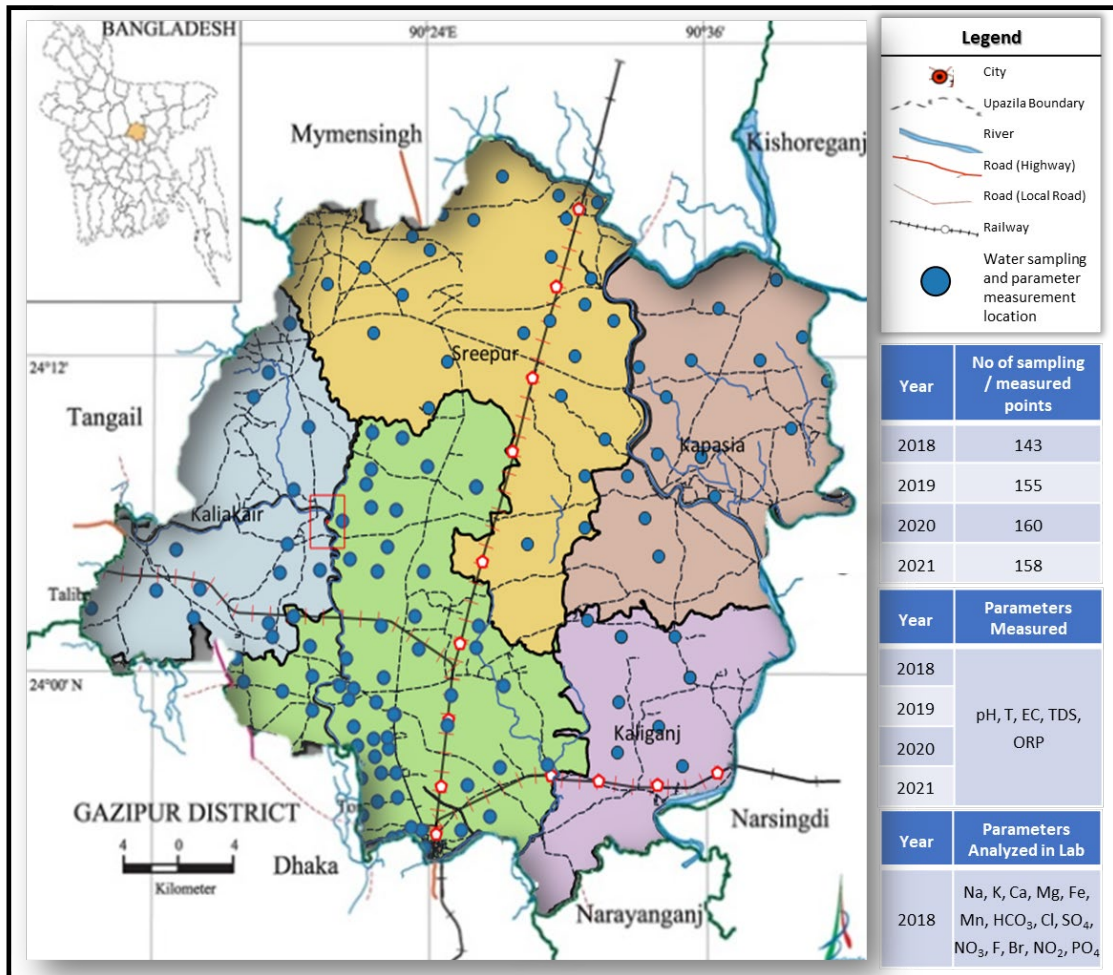 BANGLADESH
90°24'E
90°36'
Mymensingh
Kishoreganj
24°12
Sreepur
Tangail
Kapasia
Kaliakair
Talib
24°00' N
Kaliganj
GAZIPUR DISTRICT
Narsingdi
4 0 4
Kilometer
Dhaka
Narayanganj
Legend
City
Upazila Boundary
River
Road (Highway)
Road (Local Road)
Railway
Water sampling
and parameter
measurement
location
Year No of sampling
/ measured
points
2018 143
2019 155
2020 160
2021 158
Year Parameters
Measured
2018
2019
2020
2021
pH, T, EC, TDS,
ORP
Year Parameters
Analyzed in Lab
2018
Na, K, Ca, Mg, Fe,
Mn, HCO₃, Cl, SO₄,
NO₃, F, Br, NO₂, PO₄